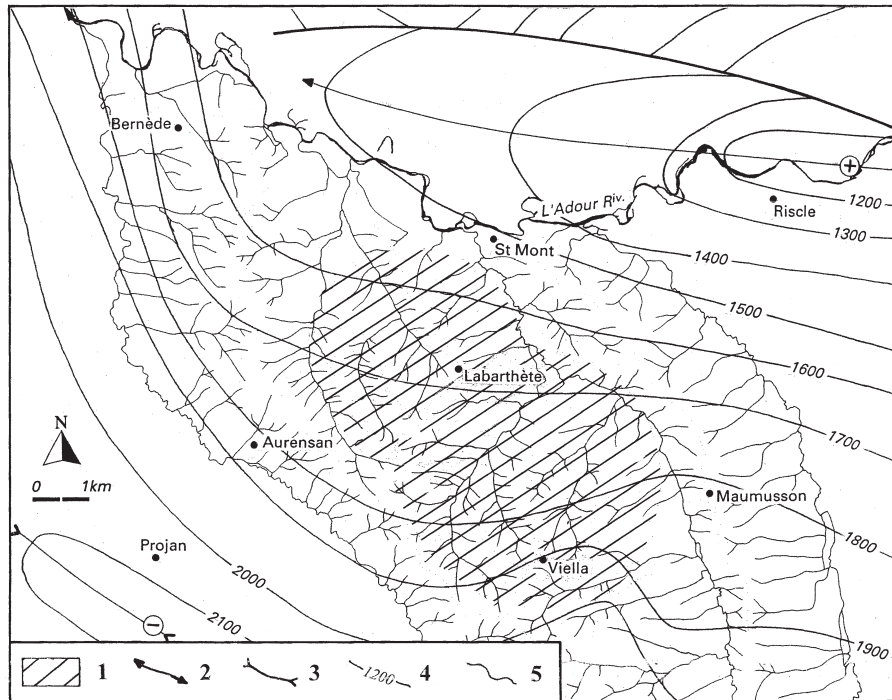 Bernède
L'Adour Riv.
Riscle
1200
1300
St Mont
1400
1500
1600
Labarthète
1700
N
Aurensan
0 1km
Maumusson
1800
Projan
Viella
2000
2100
1900
1 2 3 1200 4 5